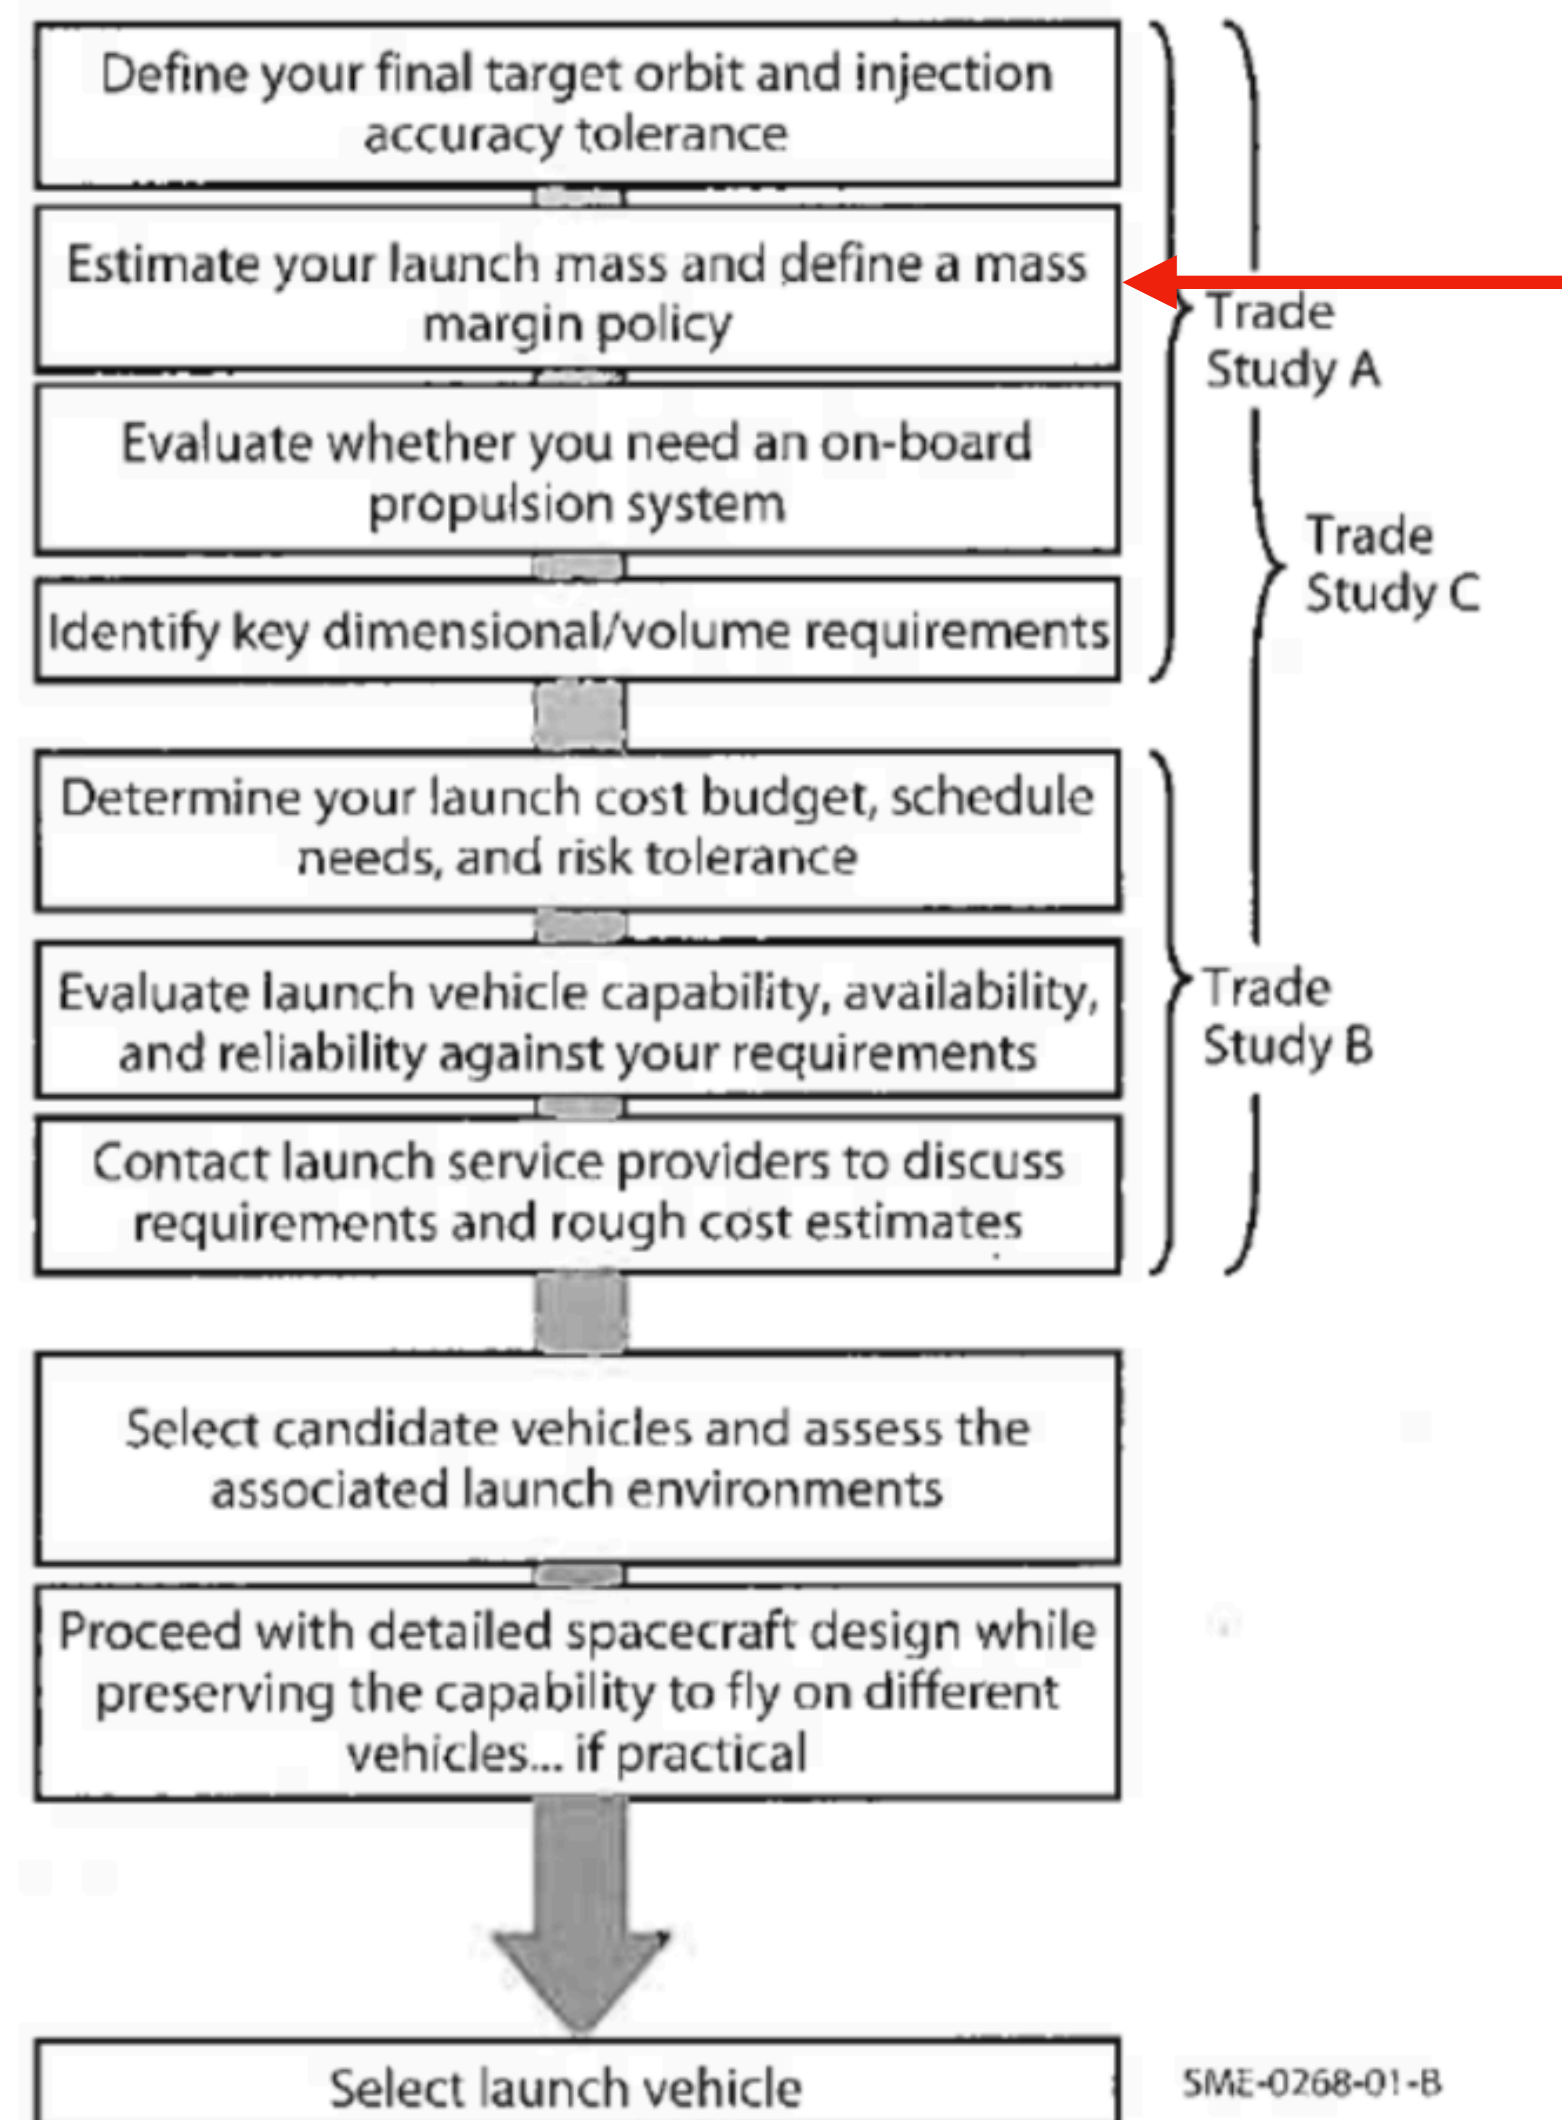 Define your final target orbit and injection
accuracy tolerance
Estimate your launch mass and define a mass
margin policy
Trade
Study A
Evaluate whether you need an on-board
propulsion system
Trade
Study C
Identify key dimensional/volume requirements
Determine your launch cost budget, schedule
needs, and risk tolerance
Evaluate launch vehicle capability, availability,
and reliability against your requirements
Trade
Study B
Contact launch service providers to discuss
requirements and rough cost estimates
Select candidate vehicles and assess the
associated launch environments
Proceed with detailed spacecraft design while
preserving the capability to fly on different
vehicles... if practical
Select launch vehicle
SME-0268-01-B